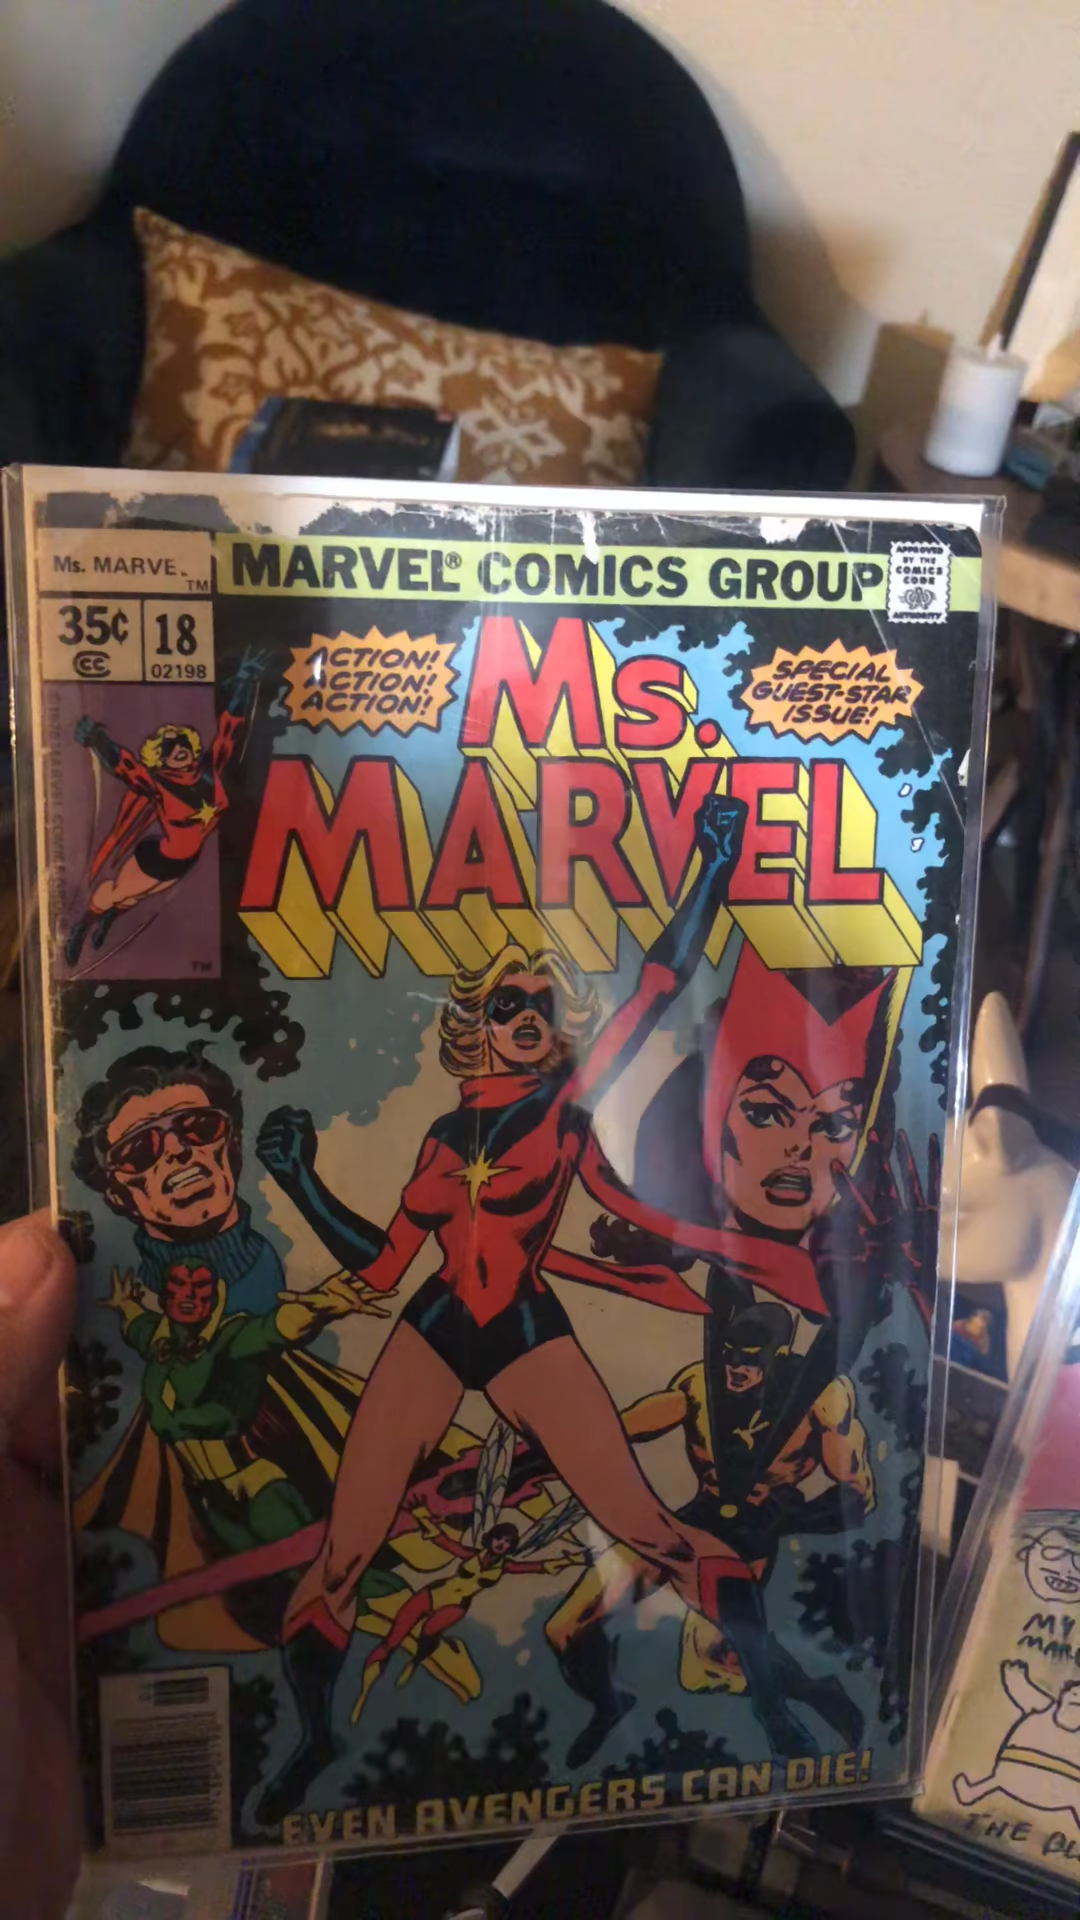 Ms. MARVEL
TM
MARVEL® COMICS GROUP
APPROVED
BY THE
COMICS
CODE
AUTHORITY
35¢
CC
18
02198
ACTION!
ACTION!
ACTION!
Ms.
MARVEL
SPECIAL
GUEST-STAR
ISSUE!
TM
EVEN AVENGERS CAN DIE!
MY
THE